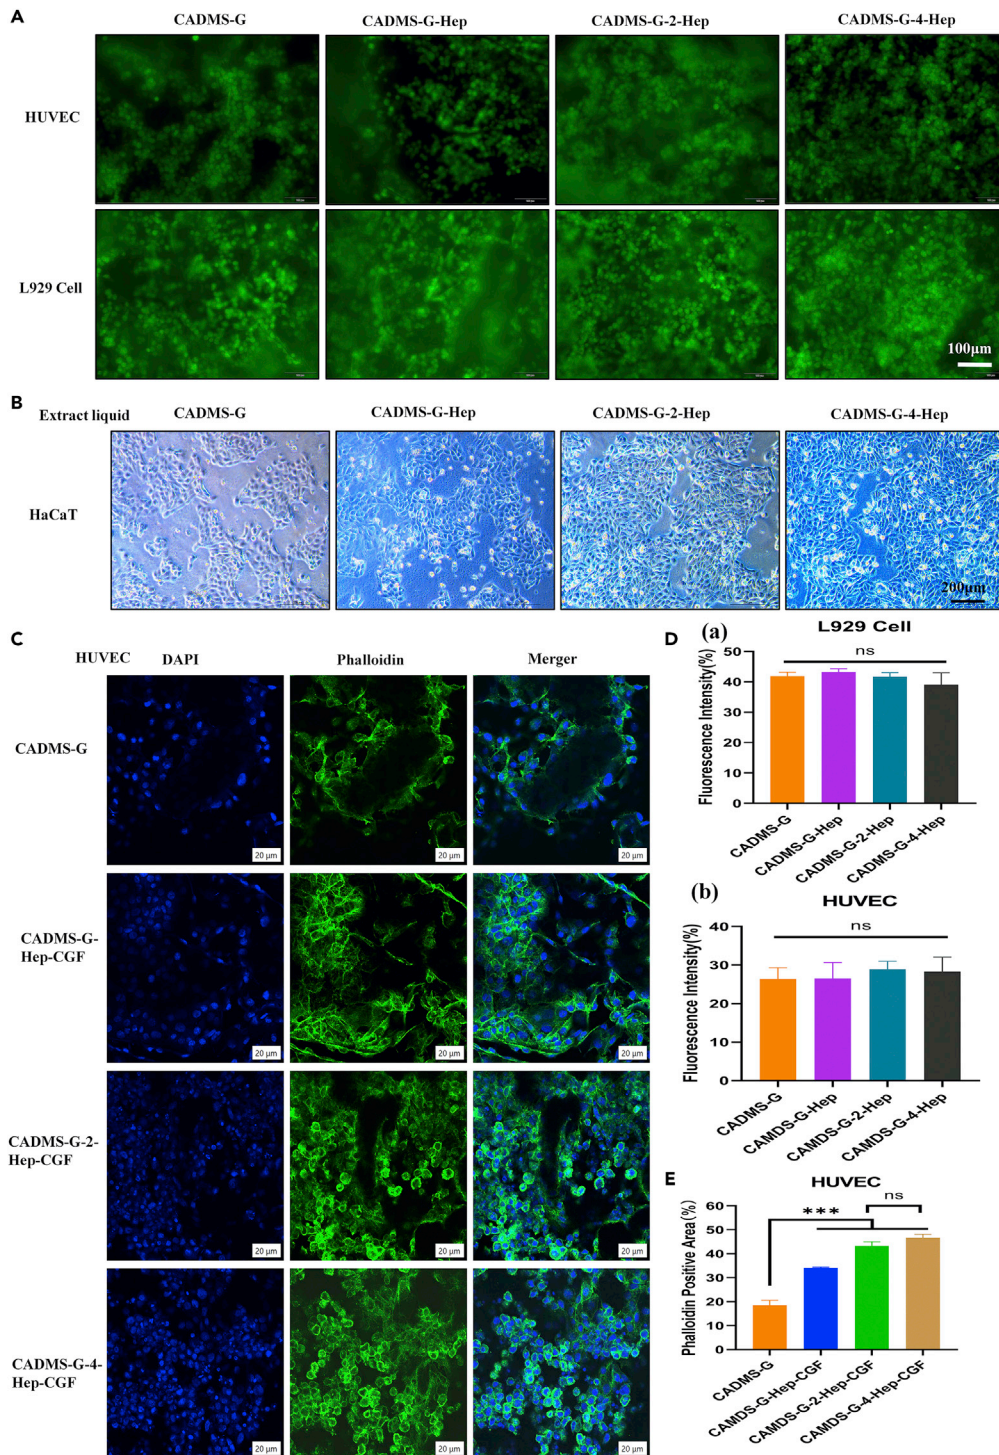 A
CADMS-G
CADMS-G-Hep
CADMS-G-2-Hep
CADMS-G-4-Hep
HUVEC
L929 Cell
100μm
B
Extract liquid
CADMS-G
CADMS-G-Hep
CADMS-G-2-Hep
CADMS-G-4-Hep
HaCaT
200μm
C
HUVEC
DAPI
Phalloidin
Merger
CADMS-G
20 μm
20 μm
20 μm
CADMS-G-
Hep-CGF
20 μm
20 μm
20 μm
CADMS-G-2-
Hep-CGF
20 μm
20 μm
20 μm
CADMS-G-4-
-Hep-CGF
20 μm
20 μm
20 μm
D
(a)
L929 Cell
ns
Fluorescence Intensity(%)
50
40
30
20
10
0
CADMS-G
CADMS-G-Hep
CADMS-G-2-Hep
CADMS-G-4-Hep
(b)
HUVEC
ns
Fluorescence Intensity(%)
40
30
20
10
0
CADMS-G
CAMDS-G-Hep
CAMDS-G-2-Hep
CAMDS-G-4-Hep
E
HUVEC
ns
***
Phalloidin Positive Area(%)
60
50
40
30
20
10
0
CADMS-G
CAMDS-G-Hep-CGF
CAMDS-G-2-Hep-CGF
CAMDS-G-4-Hep-CGF